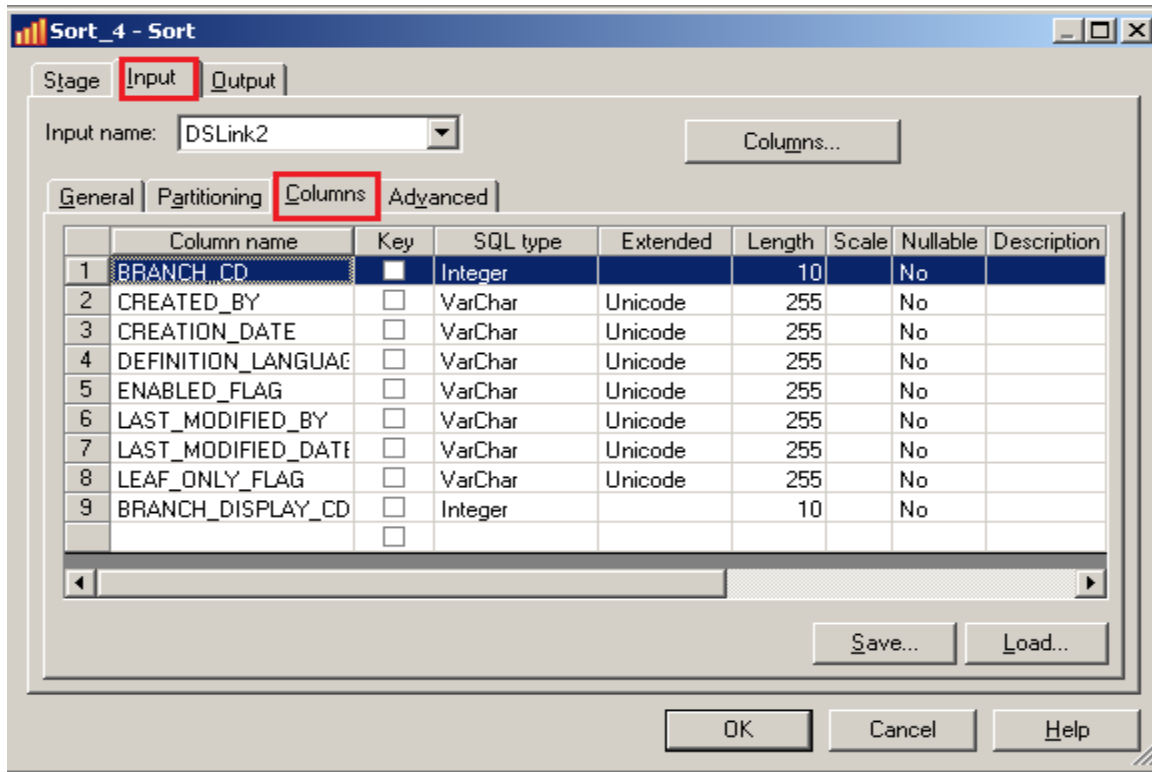 Sort_4 - Sort
Stage Input Output
Input name: DSLink2 Columns...
General Partitioning Columns Advanced
Column name Key SQL type Extended Length Scale Nullable Description
1 BRANCH_CD Integer 10 No
2 CREATED_BY VarChar Unicode 255 No
3 CREATION_DATE VarChar Unicode 255 No
4 DEFINITION_LANGUAG VarChar Unicode 255 No
5 ENABLED_FLAG VarChar Unicode 255 No
6 LAST_MODIFIED_BY VarChar Unicode 255 No
7 LAST_MODIFIED_DATE VarChar Unicode 255 No
8 LEAF_ONLY_FLAG VarChar Unicode 255 No
9 BRANCH_DISPLAY_CD Integer 10 No
Save... Load...
OK Cancel Help